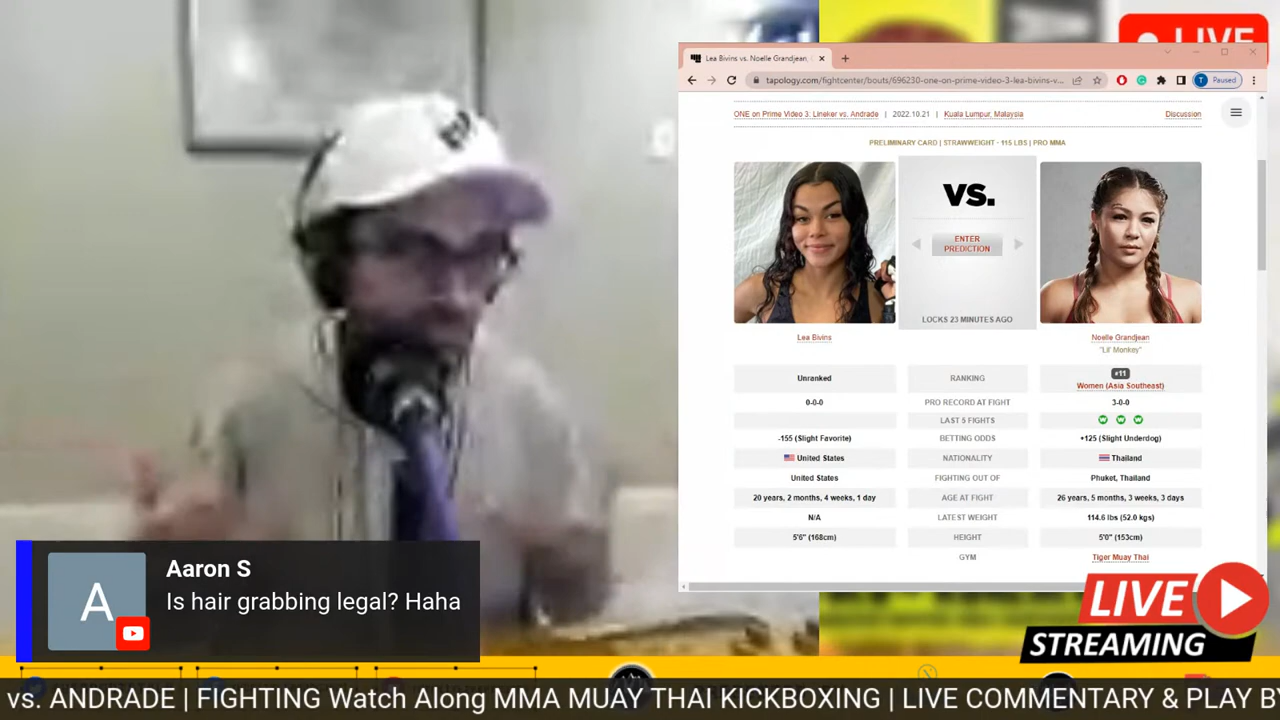 LIVE
Lea Bivins vs. Noelle Grandjean,
tapology.com/fightcenter/bouts/696230-one-on-prime-video-3-lea-bivins-v...
T
Paused
ONE on Prime Video 3: Lineker vs. Andrade | 2022.10.21 | Kuala Lumpur, Malaysia
Discussion
PRELIMINARY CARD | STRAWWEIGHT · 115 LBS | PRO MMA
VS.
ENTER
PREDICTION
LOCKS 23 MINUTES AGO
Lea Bivins
Noelle Grandjean
"Lil' Monkey"
Unranked RANKING #11
Women (Asia Southeast)
0-0-0 PRO RECORD AT FIGHT 3-0-0
LAST 5 FIGHTS W W W
-155 (Slight Favorite) BETTING ODDS +125 (Slight Underdog)
United States NATIONALITY Thailand
United States FIGHTING OUT OF Phuket, Thailand
20 years, 2 months, 4 weeks, 1 day AGE AT FIGHT 26 years, 5 months, 3 weeks, 3 days
N/A LATEST WEIGHT 114.6 lbs (52.0 kgs)
5'6" (168cm) HEIGHT 5'0" (153cm)
GYM Tiger Muay Thai
A
Aaron S
Is hair grabbing legal? Haha
LIVE
STREAMING
vs. ANDRADE | FIGHTING Watch Along MMA MUAY THAI KICKBOXING | LIVE COMMENTARY & PLAY BY